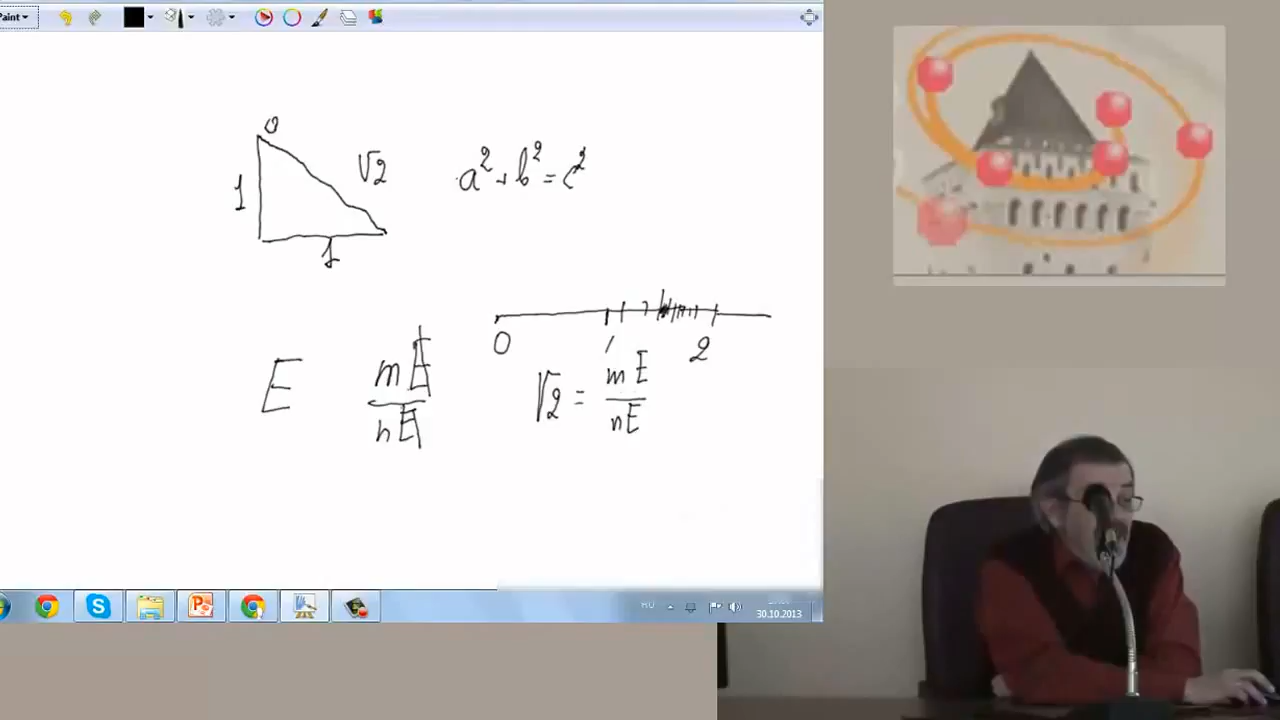 Paint
1
√2
a² + b² = c²
1
0 1 2
E
mE
nE
√2 = mE
nE
RU
30.10.2013